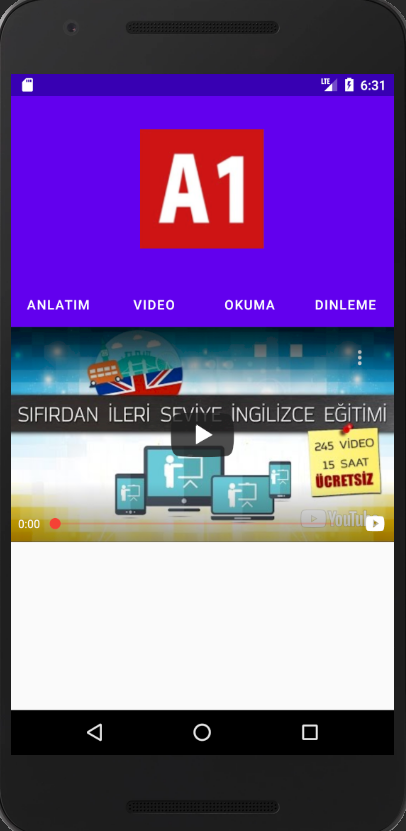 LTE 6:31
A1
ANLATIM VIDEO OKUMA DINLEME
SIFIRDAN İLERİ SEVİYE İNGİLİZCE EĞİTİMİ
245 VİDEO
15 SAAT
ÜCRETSİZ
YouTube
0:00